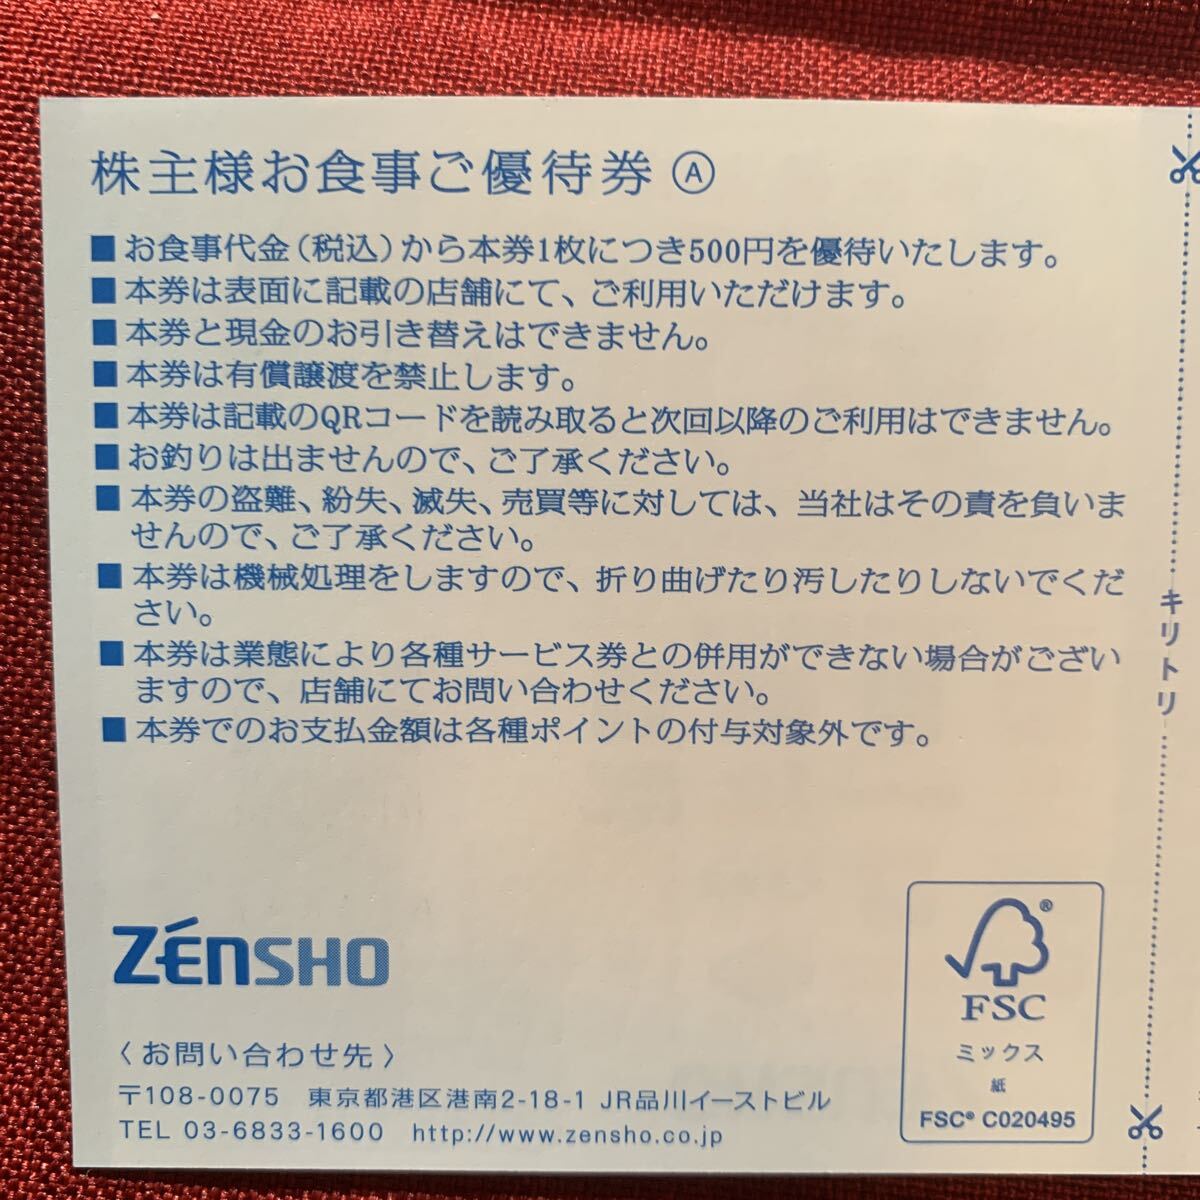 株主様お食事ご優待券 Ⓐ
■お食事代金（税込）から本券1枚につき500円を優待いたします。
■本券は表面に記載の店舗にて、ご利用いただけます。
■本券と現金のお引き替えはできません。
■本券は有償譲渡を禁止します。
■本券は記載のQRコードを読み取ると次回以降のご利用はできません。
■お釣りは出ませんので、ご了承ください。
■本券の盗難、紛失、滅失、売買等に対しては、当社はその責を負いま
せんので、ご了承ください。
■本券は機械処理をしますので、折り曲げたり汚したりしないでくだ
さい。
■本券は業態により各種サービス券との併用ができない場合がござい
ますので、店舗にてお問い合わせください。
■本券でのお支払金額は各種ポイントの付与対象外です。
キリトリ
ZENSHO
〈お問い合わせ先〉
〒108-0075 東京都港区港南2-18-1 JR品川イーストビル
TEL 03-6833-1600 http://www.zensho.co.jp
®
FSC
ミックス
紙
FSC® C020495